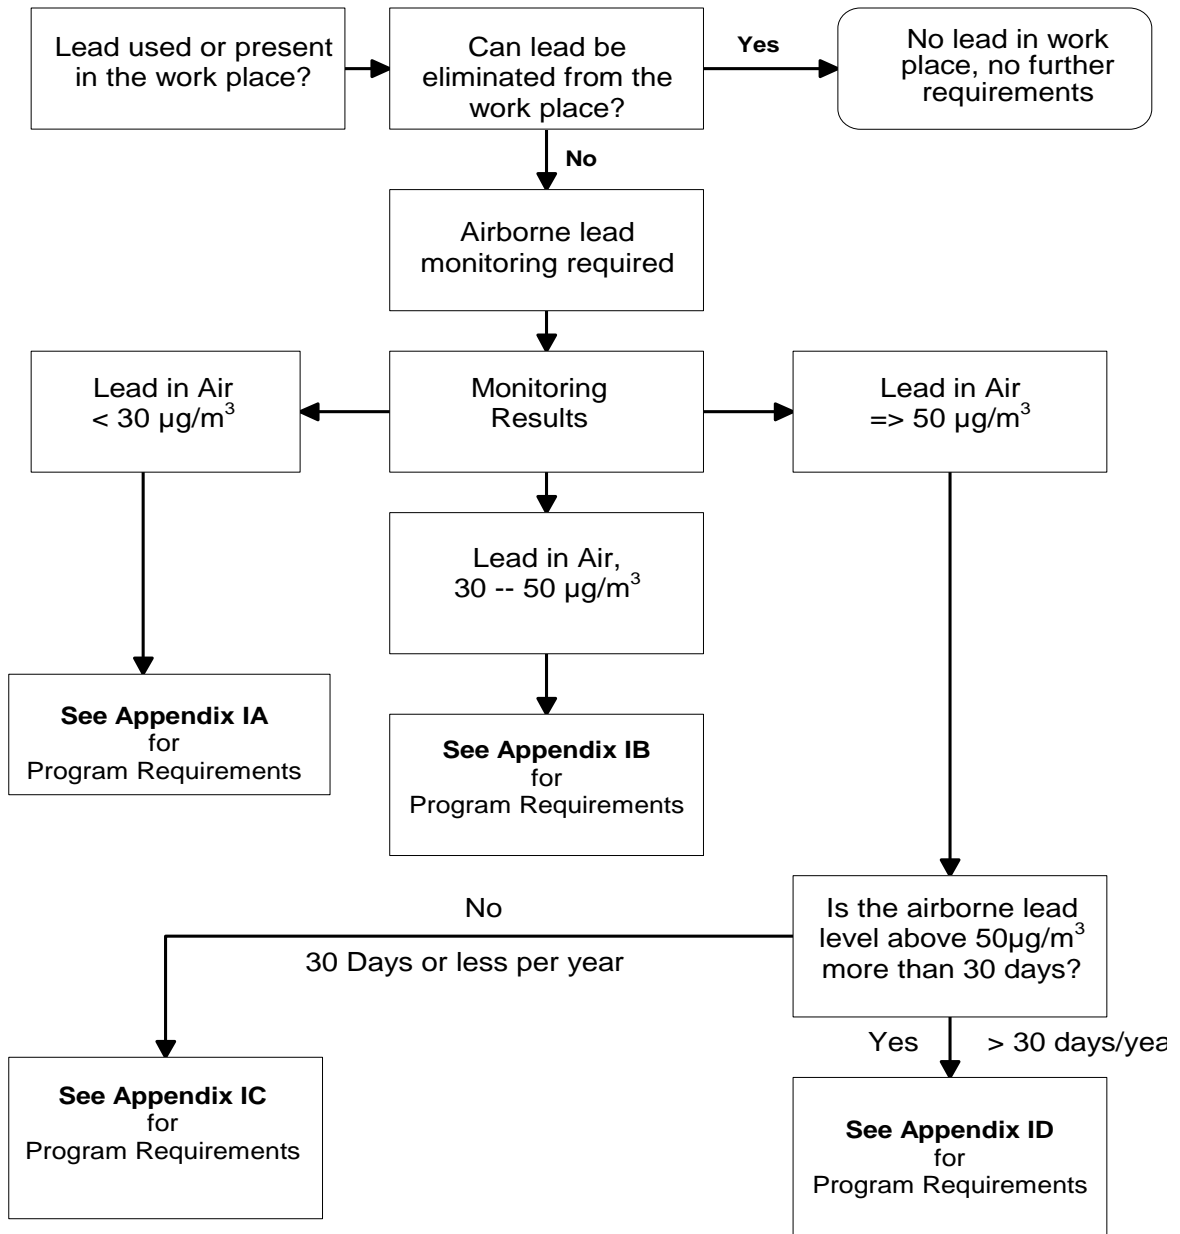 Lead used or present
in the work place?
Can lead be
eliminated from the
work place?
Yes
No lead in work
place, no further
requirements
No
Airborne lead
monitoring required
Lead in Air
< 30 µg/m³
Monitoring
Results
Lead in Air
=> 50 µg/m³
Lead in Air,
30 -- 50 µg/m³
See Appendix IA
for
Program Requirements
See Appendix IB
for
Program Requirements
No
30 Days or less per year
Is the airborne lead
level above 50µg/m³
more than 30 days?
Yes
> 30 days/yea
See Appendix IC
for
Program Requirements
See Appendix ID
for
Program Requirements